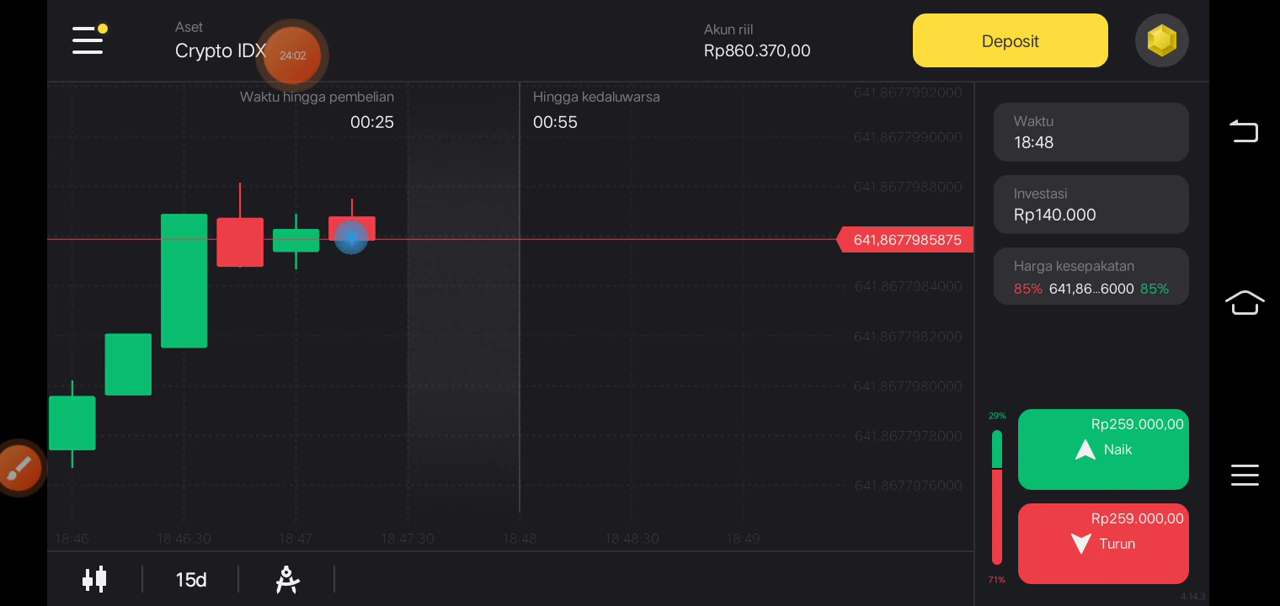 Aset
Crypto IDX
24:02
Akun riil
Rp860.370,00
Deposit
Waktu hingga pembelian
00:25
Hingga kedaluwarsa
00:55
641,8677992000
641,8677990000
641,8677988000
641,8677985875
641,8677984000
641,8677982000
641,8677980000
641,8677978000
641,8677976000
Waktu
18:48
Investasi
Rp140.000
Harga kesepakatan
85% 641,86...6000 85%
29%
Rp259.000,00
Naik
Rp259.000,00
Turun
71%
18.46
18.46.30
18.47
18.47.30
18.48
18.48.30
18.49
15d
4.14.3